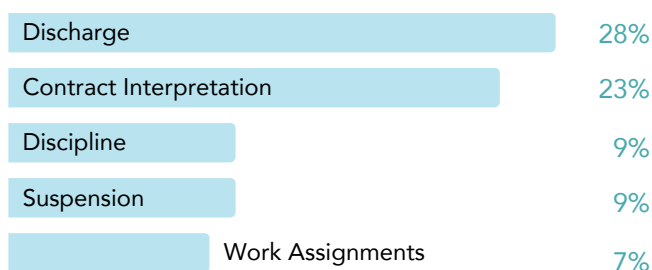 Discharge 28%
Contract Interpretation 23%
Discipline 9%
Suspension 9%
Work Assignments 7%